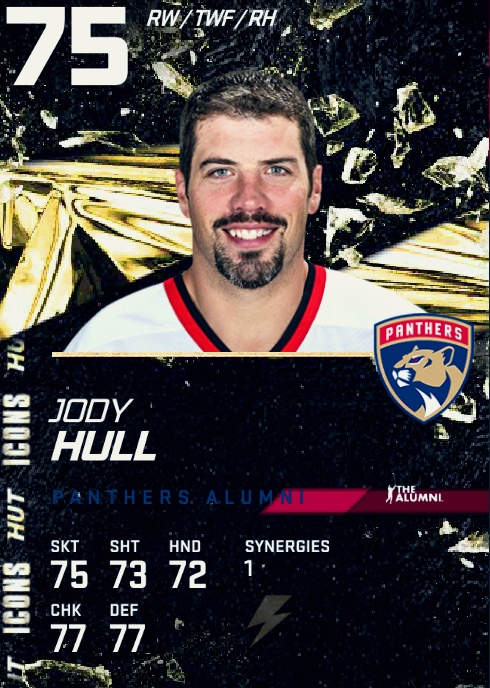 75
RW / TWF / RH
PANTHERS
JODY
HULL
PANTHERS ALUMNI
THE
ALUMNI
SKT SHT HND SYNERGIES
75 73 72 1
CHK DEF
77 77
ICONS HUT ICONS HUT